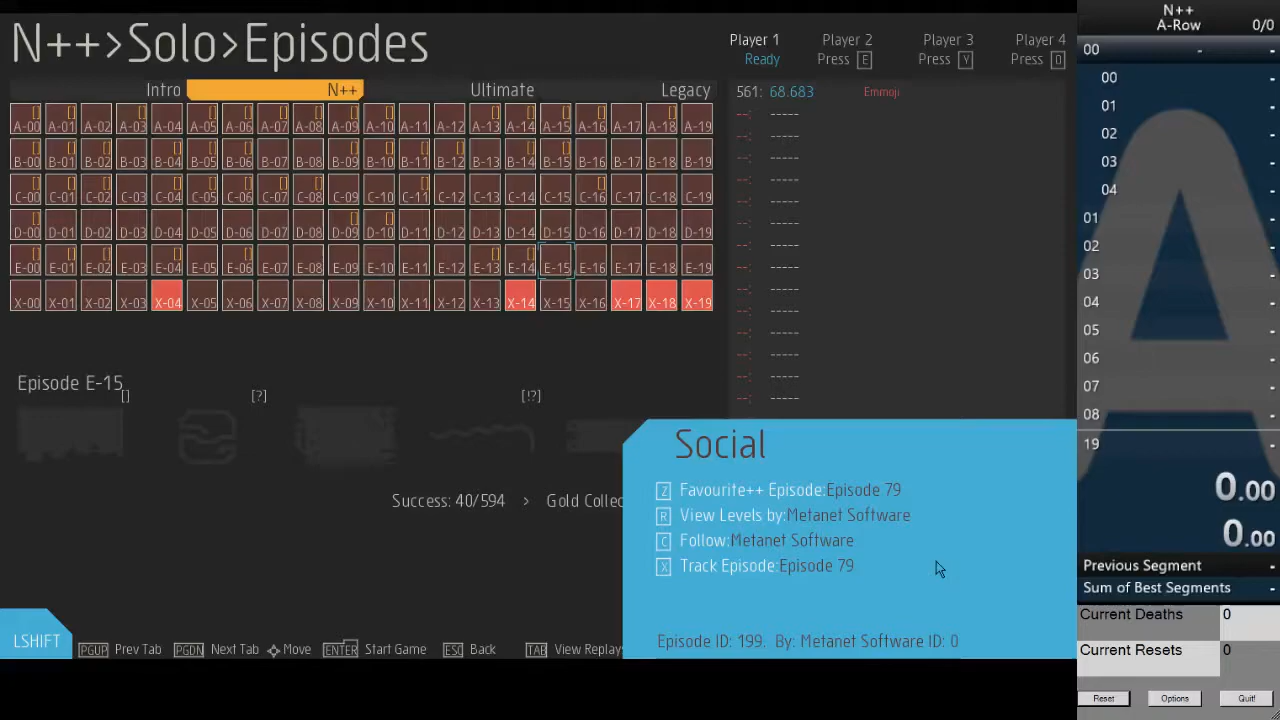 N++>Solo>Episodes
Player 1 Player 2 Player 3 Player 4
Ready Press E Press Y Press O
Intro N++ Ultimate Legacy
561: 68.683 Emmoji
A-00 A-01 A-02 A-03 A-04 A-05 A-06 A-07 A-08 A-09 A-10 A-11 A-12 A-13 A-14 A-15 A-16 A-17 A-18 A-19
B-00 B-01 B-02 B-03 B-04 B-05 B-06 B-07 B-08 B-09 B-10 B-11 B-12 B-13 B-14 B-15 B-16 B-17 B-18 B-19
C-00 C-01 C-02 C-03 C-04 C-05 C-06 C-07 C-08 C-09 C-10 C-11 C-12 C-13 C-14 C-15 C-16 C-17 C-18 C-19
D-00 D-01 D-02 D-03 D-04 D-05 D-06 D-07 D-08 D-09 D-10 D-11 D-12 D-13 D-14 D-15 D-16 D-17 D-18 D-19
E-00 E-01 E-02 E-03 E-04 E-05 E-06 E-07 E-08 E-09 E-10 E-11 E-12 E-13 E-14 E-15 E-16 E-17 E-18 E-19
X-00 X-01 X-02 X-03 X-04 X-05 X-06 X-07 X-08 X-09 X-10 X-11 X-12 X-13 X-14 X-15 X-16 X-17 X-18 X-19
Episode E-15
[] [?] [!?]
Success: 40/594 > Gold Collec
Social
Z Favourite++ Episode:Episode 79
R View Levels by:Metanet Software
C Follow:Metanet Software
X Track Episode:Episode 79
Episode ID: 199. By: Metanet Software ID: 0
LSHIFT PGUP Prev Tab PGDN Next Tab Move ENTER Start Game ESC Back TAB View Replays
N++
A-Row 0/0
00 -
00
01
02
03
04
01 -
02 -
03 -
04 -
05 -
06 -
07 -
08 -
19 -
0.00
0.00
Previous Segment -
Sum of Best Segments -
Current Deaths 0
Current Resets 0
Reset Options Quit!